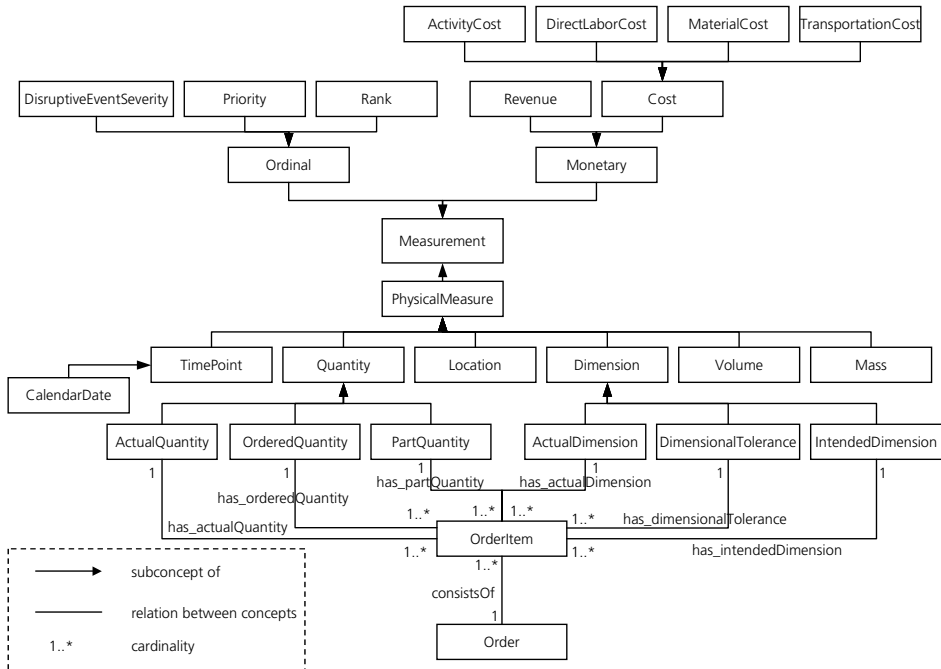 ActivityCost DirectLaborCost MaterialCost TransportationCost
DisruptiveEventSeverity Priority Rank Revenue Cost
Ordinal Monetary
Measurement
PhysicalMeasure
TimePoint Quantity Location Dimension Volume Mass
CalendarDate
ActualQuantity OrderedQuantity PartQuantity ActualDimension DimensionalTolerance IntendedDimension
1 1 1 1 1 1
has_partQuantity has_actualDimension
has_orderedQuantity
1..* 1..* 1..* 1..* has_dimensionalTolerance
has_actualQuantity
OrderItem
1..* 1..* has_intendedDimension
1..*
subconcept of
consistsOf
relation between concepts
1
1..* cardinality
Order